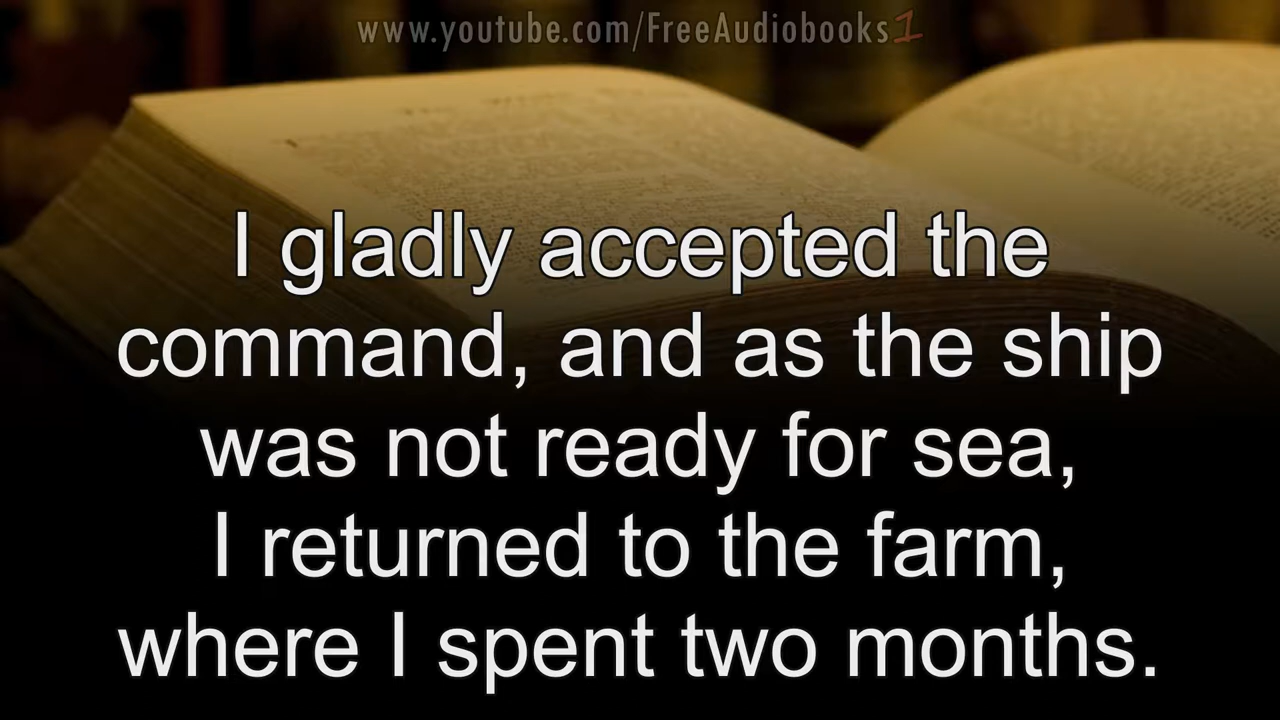 www.youtube.com/FreeAudiobooks1
I gladly accepted the
command, and as the ship
was not ready for sea,
I returned to the farm,
where I spent two months.